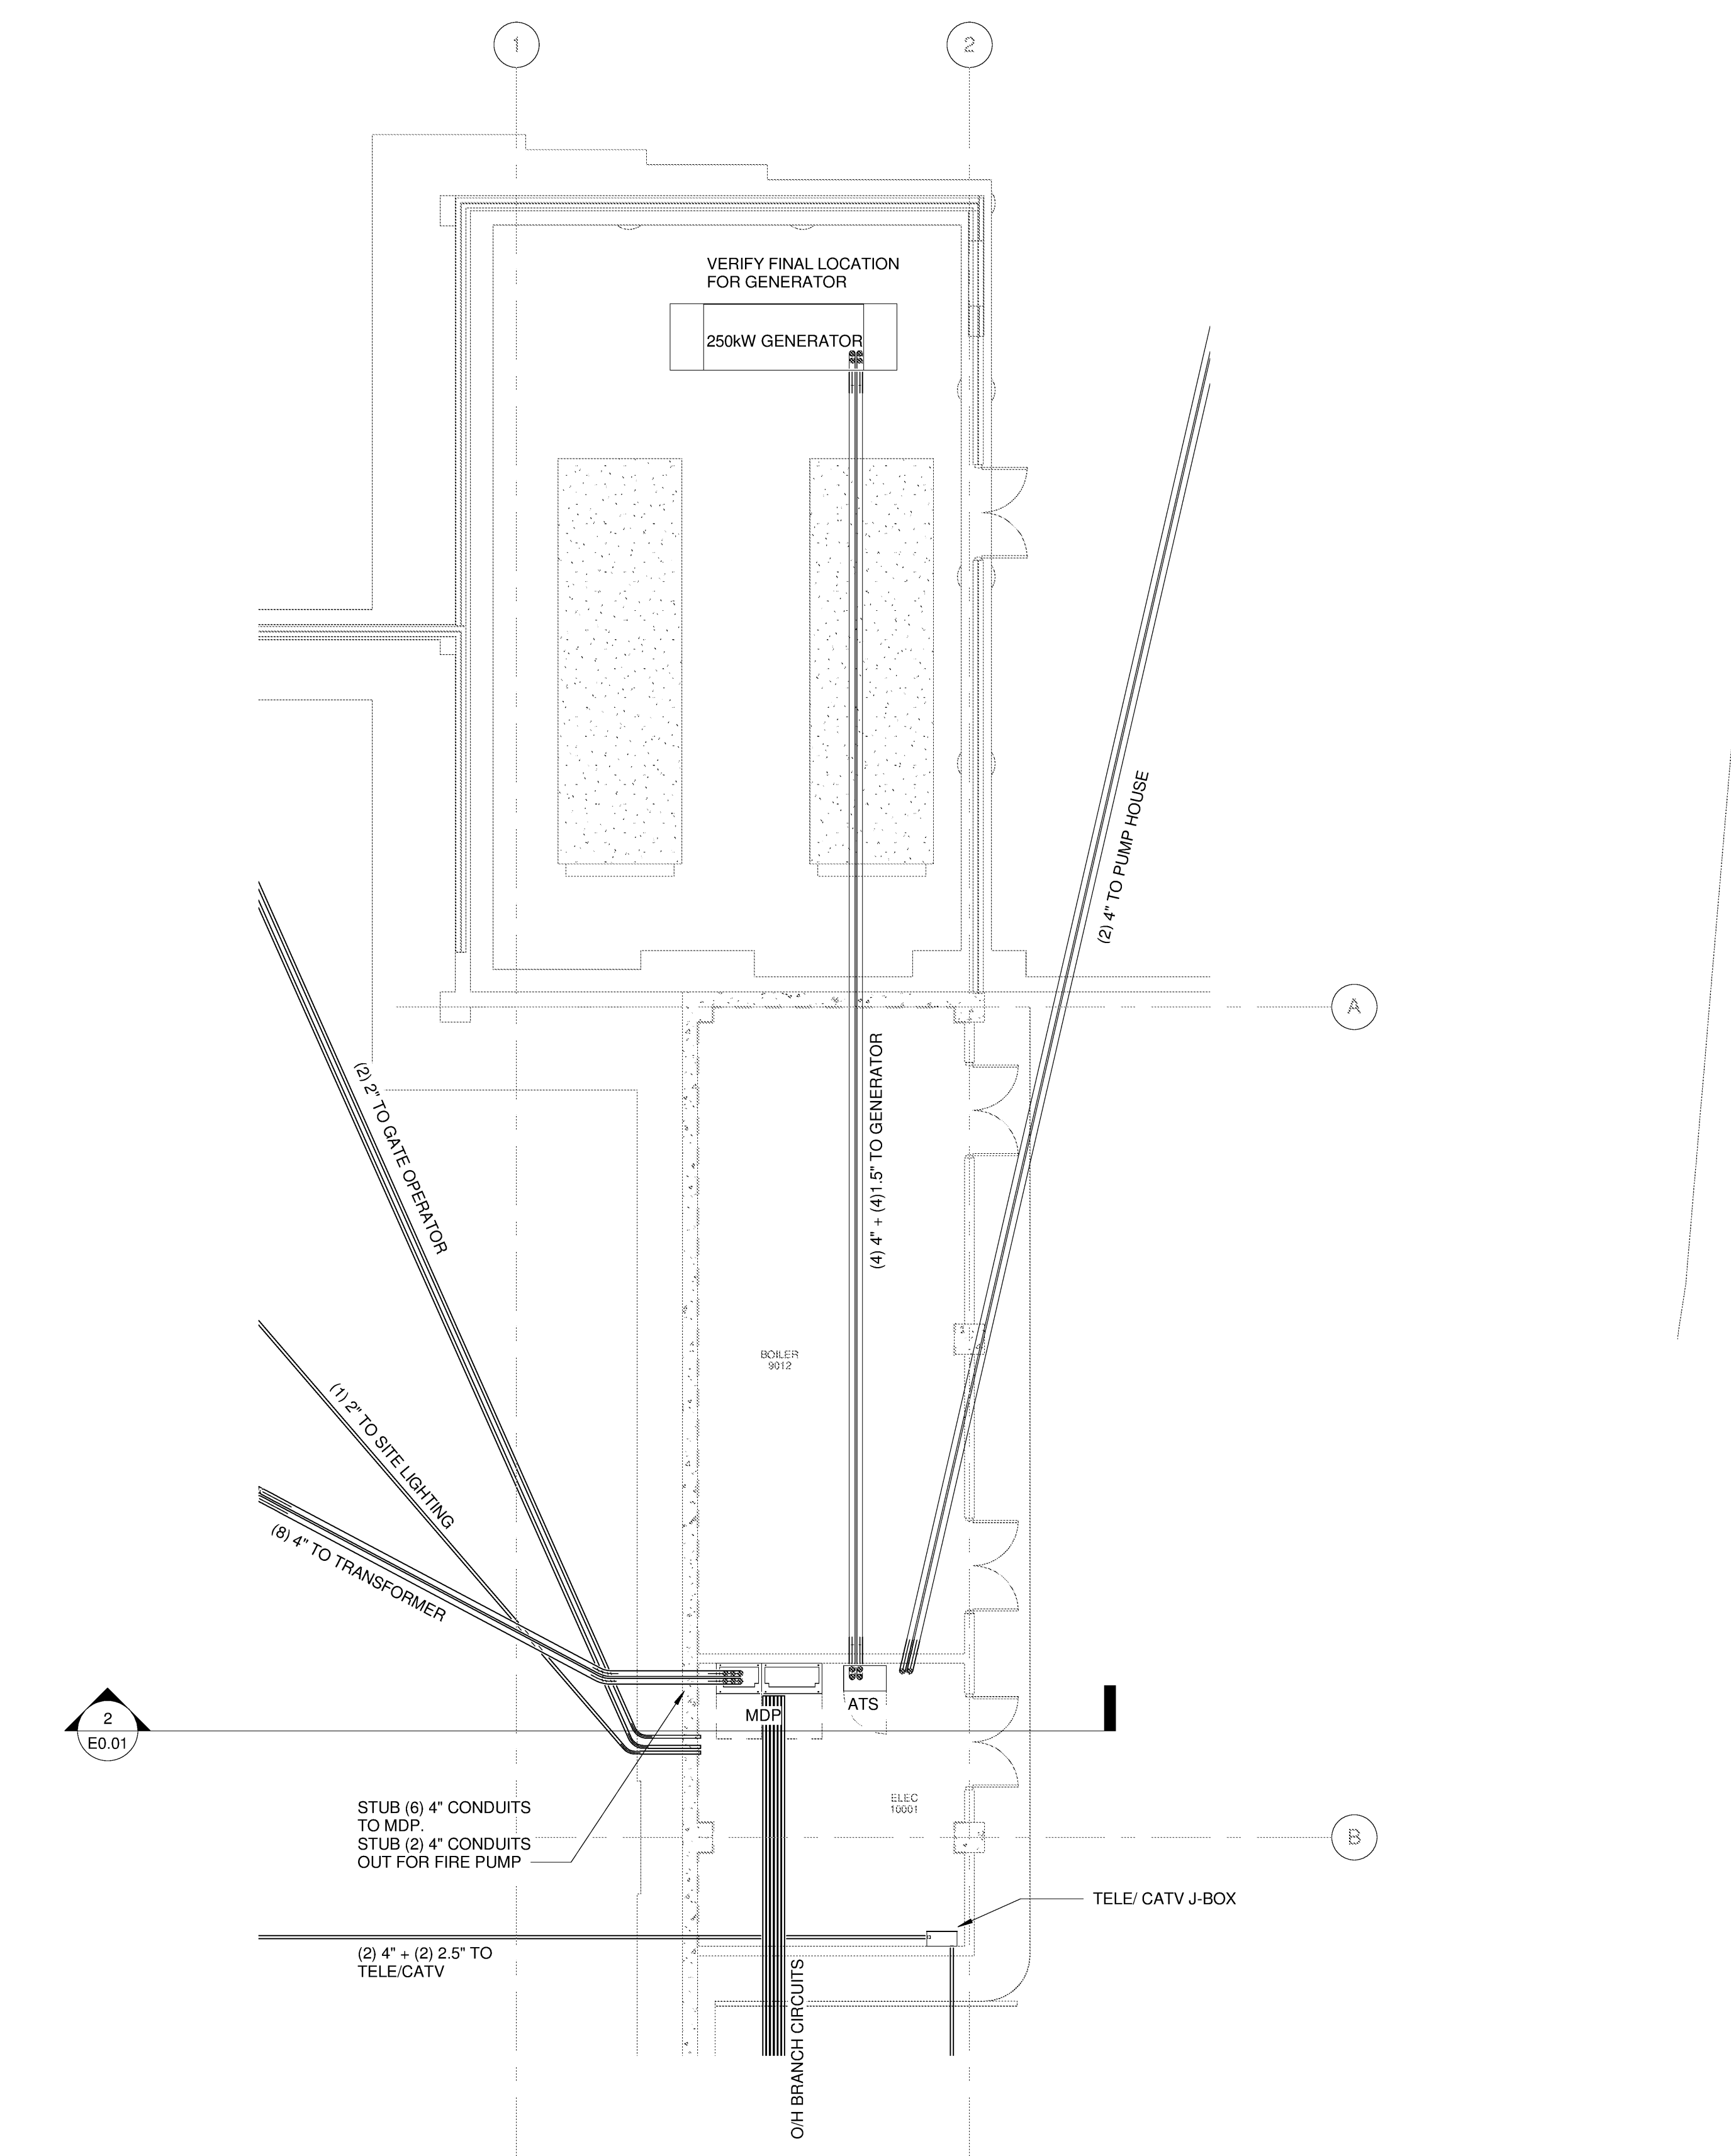 1
2
VERIFY FINAL LOCATION
FOR GENERATOR
250kW GENERATOR
(2) 4" TO PUMP HOUSE
A
(2) 2" TO GATE OPERATOR
(4) 4" + (4)1.5" TO GENERATOR
BOILER
9012
(1) 2" TO SITE LIGHTING
(8) 4" TO TRANSFORMER
MDP
ATS
2
E0.01
ELEC
10001
STUB (6) 4" CONDUITS
TO MDP.
STUB (2) 4" CONDUITS
OUT FOR FIRE PUMP
B
TELE/ CATV J-BOX
(2) 4" + (2) 2.5" TO
TELE/CATV
O/H BRANCH CIRCUITS